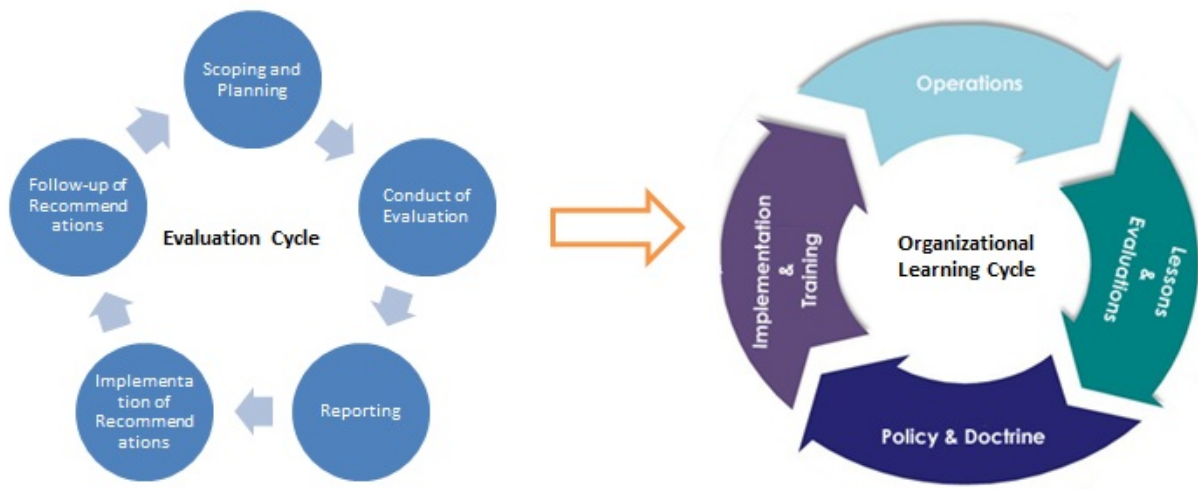 Scoping and
Planning
Conduct of
Evaluation
Reporting
Implementa
tion of
Recommend
ations
Follow-up of
Recommend
ations
Evaluation Cycle
Operations
Lessons
&
Evaluations
Policy & Doctrine
Implementation
&
Training
Organizational
Learning Cycle